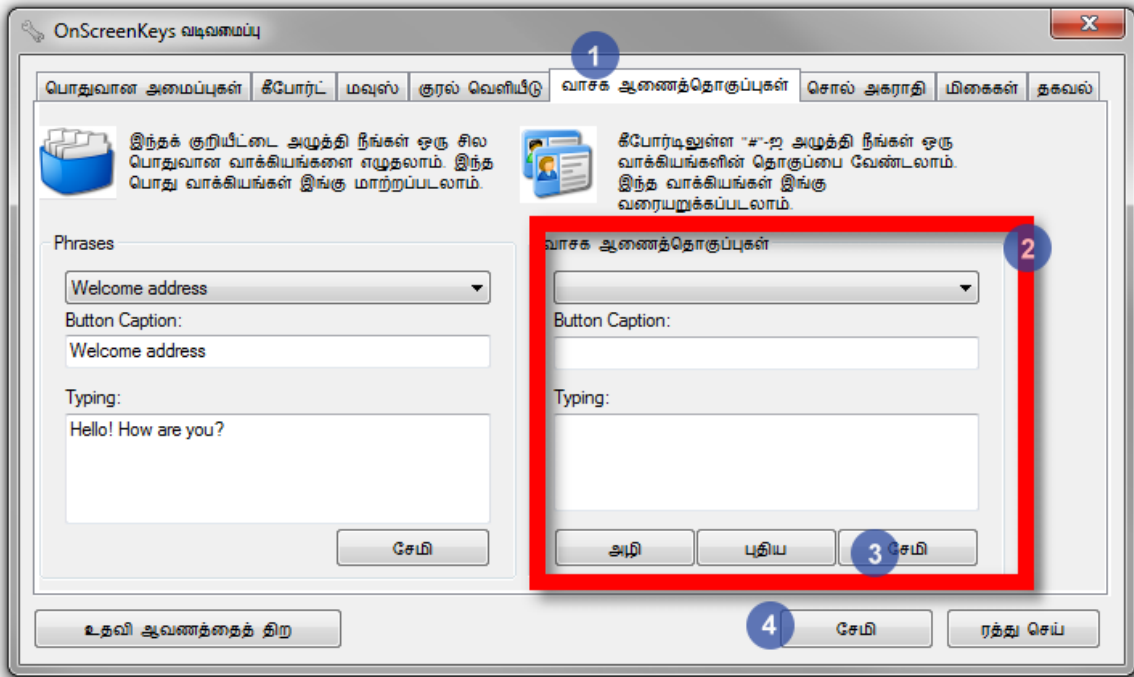 OnScreenKeys வடிவமைப்பு
1
பொதுவான அமைப்புகள்
கீபோர்ட்
மவுஸ்
குரல் வெளியீடு
வாசக ஆணைத்தொகுப்புகள்
சொல் அகராதி
மிகைகள்
தகவல்
இந்தக் குறியீட்டை அழுத்தி நீங்கள் ஒரு சில
பொதுவான வாக்கியங்களை எழுதலாம். இந்த
பொது வாக்கியங்கள் இங்கு மாற்றப்படலாம்.
கீபோர்டிலுள்ள "#"-ஐ அழுத்தி நீங்கள் ஒரு
வாக்கியங்களின் தொகுப்பை வேண்டலாம்.
இந்த வாக்கியங்கள் இங்கு
வரையறுக்கப்படலாம்.
Phrases
Welcome address
Button Caption:
Welcome address
Typing:
Hello! How are you?
சேமி
வாசக ஆணைத்தொகுப்புகள்
2
Button Caption:
Typing:
அழி
புதிய
3
சேமி
உதவி ஆவணத்தைத் திற
4
சேமி
ரத்து செய்